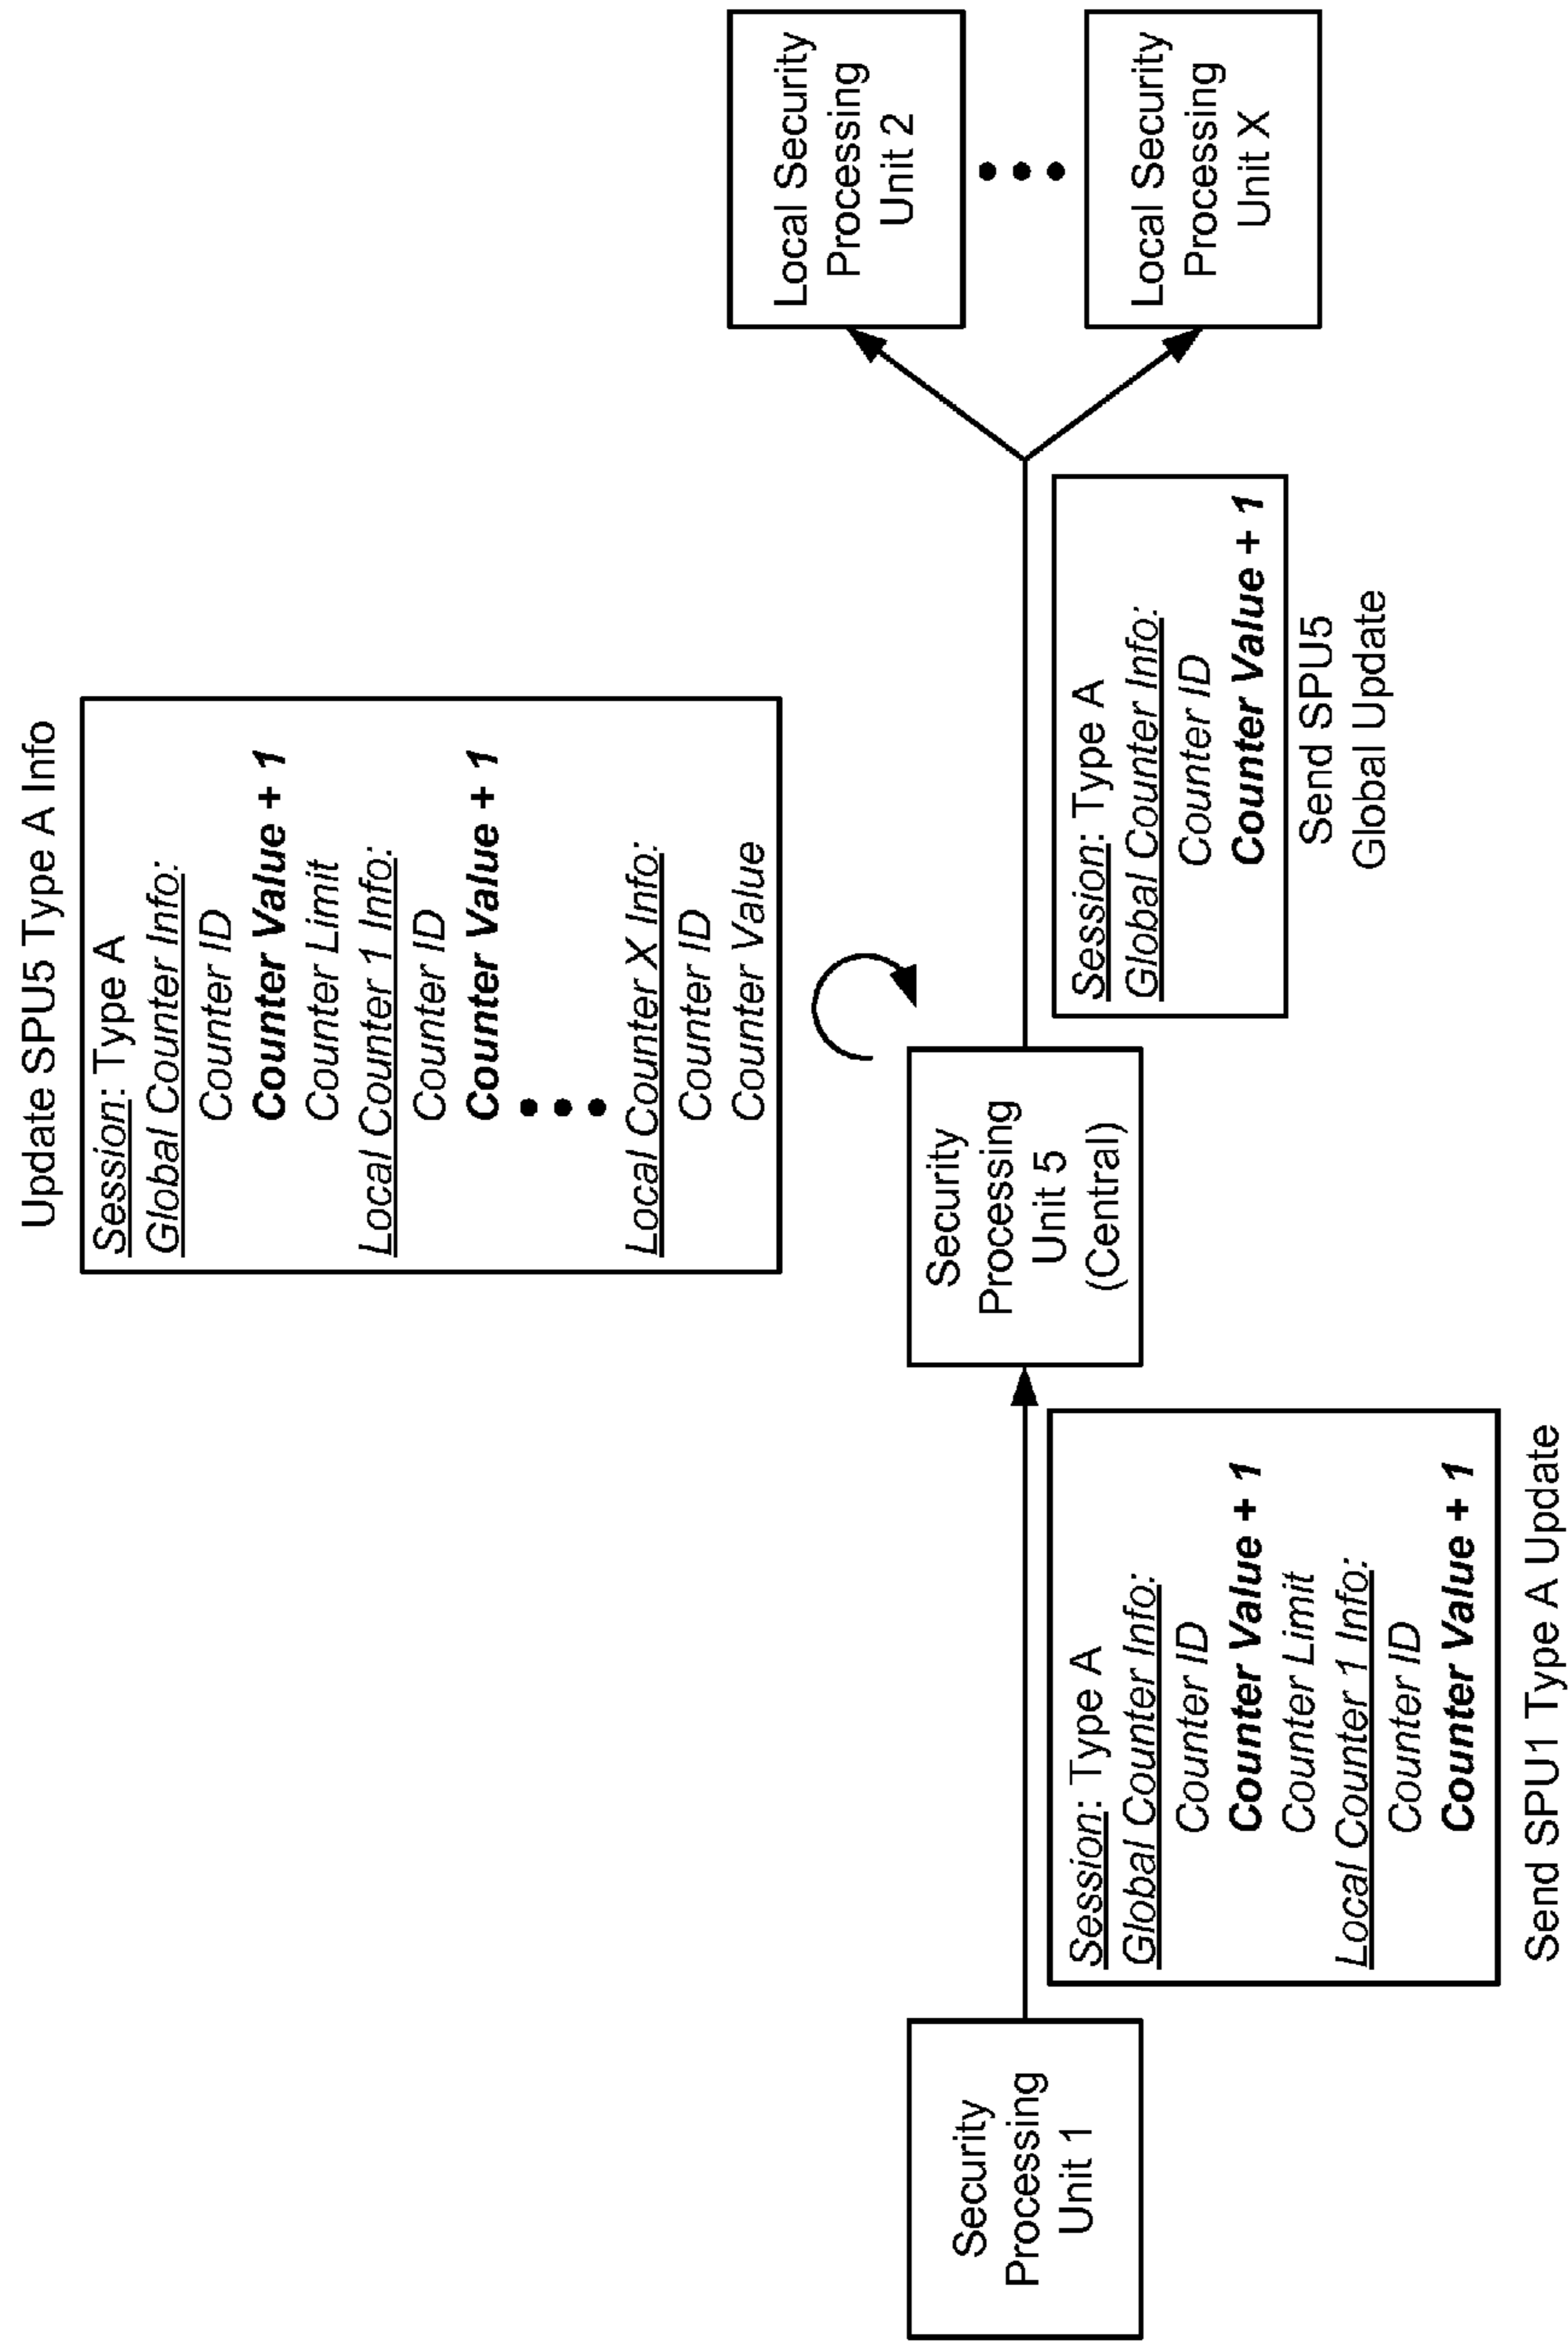 Update SPU5 Type A Info
Session: Type A
Global Counter Info:
Counter ID
Counter Value + 1
Counter Limit
Local Counter 1 Info:
Counter ID
Counter Value + 1
Local Counter X Info:
Counter ID
Counter Value
Security
Processing
Unit 1
Session: Type A
Global Counter Info:
Counter ID
Counter Value + 1
Counter Limit
Local Counter 1 Info:
Counter ID
Counter Value + 1
Send SPU1 Type A Update
Security
Processing
Unit 5
(Central)
Session: Type A
Global Counter Info:
Counter ID
Counter Value + 1
Send SPU5
Global Update
Local Security
Processing
Unit 2
Local Security
Processing
Unit X